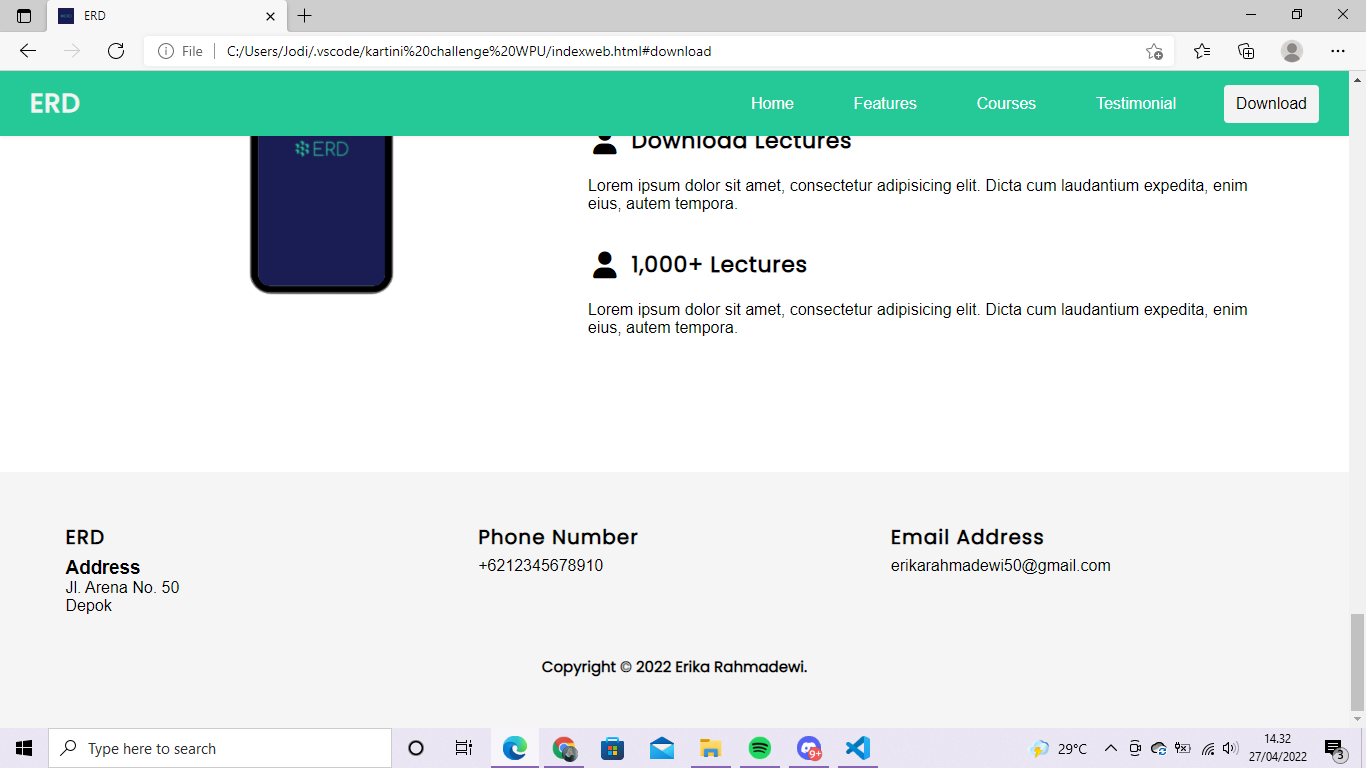 ERD
File
C:/Users/Jodi/.vscode/kartini%20challenge%20WPU/indexweb.html#download
ERD
Home
Features
Courses
Testimonial
Download
ERD
Download Lectures
Lorem ipsum dolor sit amet, consectetur adipisicing elit. Dicta cum laudantium expedita, enim
eius, autem tempora.
1,000+ Lectures
Lorem ipsum dolor sit amet, consectetur adipisicing elit. Dicta cum laudantium expedita, enim
eius, autem tempora.
ERD
Address
Jl. Arena No. 50
Depok
Phone Number
+6212345678910
Email Address
erikarahmadewi50@gmail.com
Copyright © 2022 Erika Rahmadewi.
Type here to search
9+
29°C
14.32
27/04/2022
3